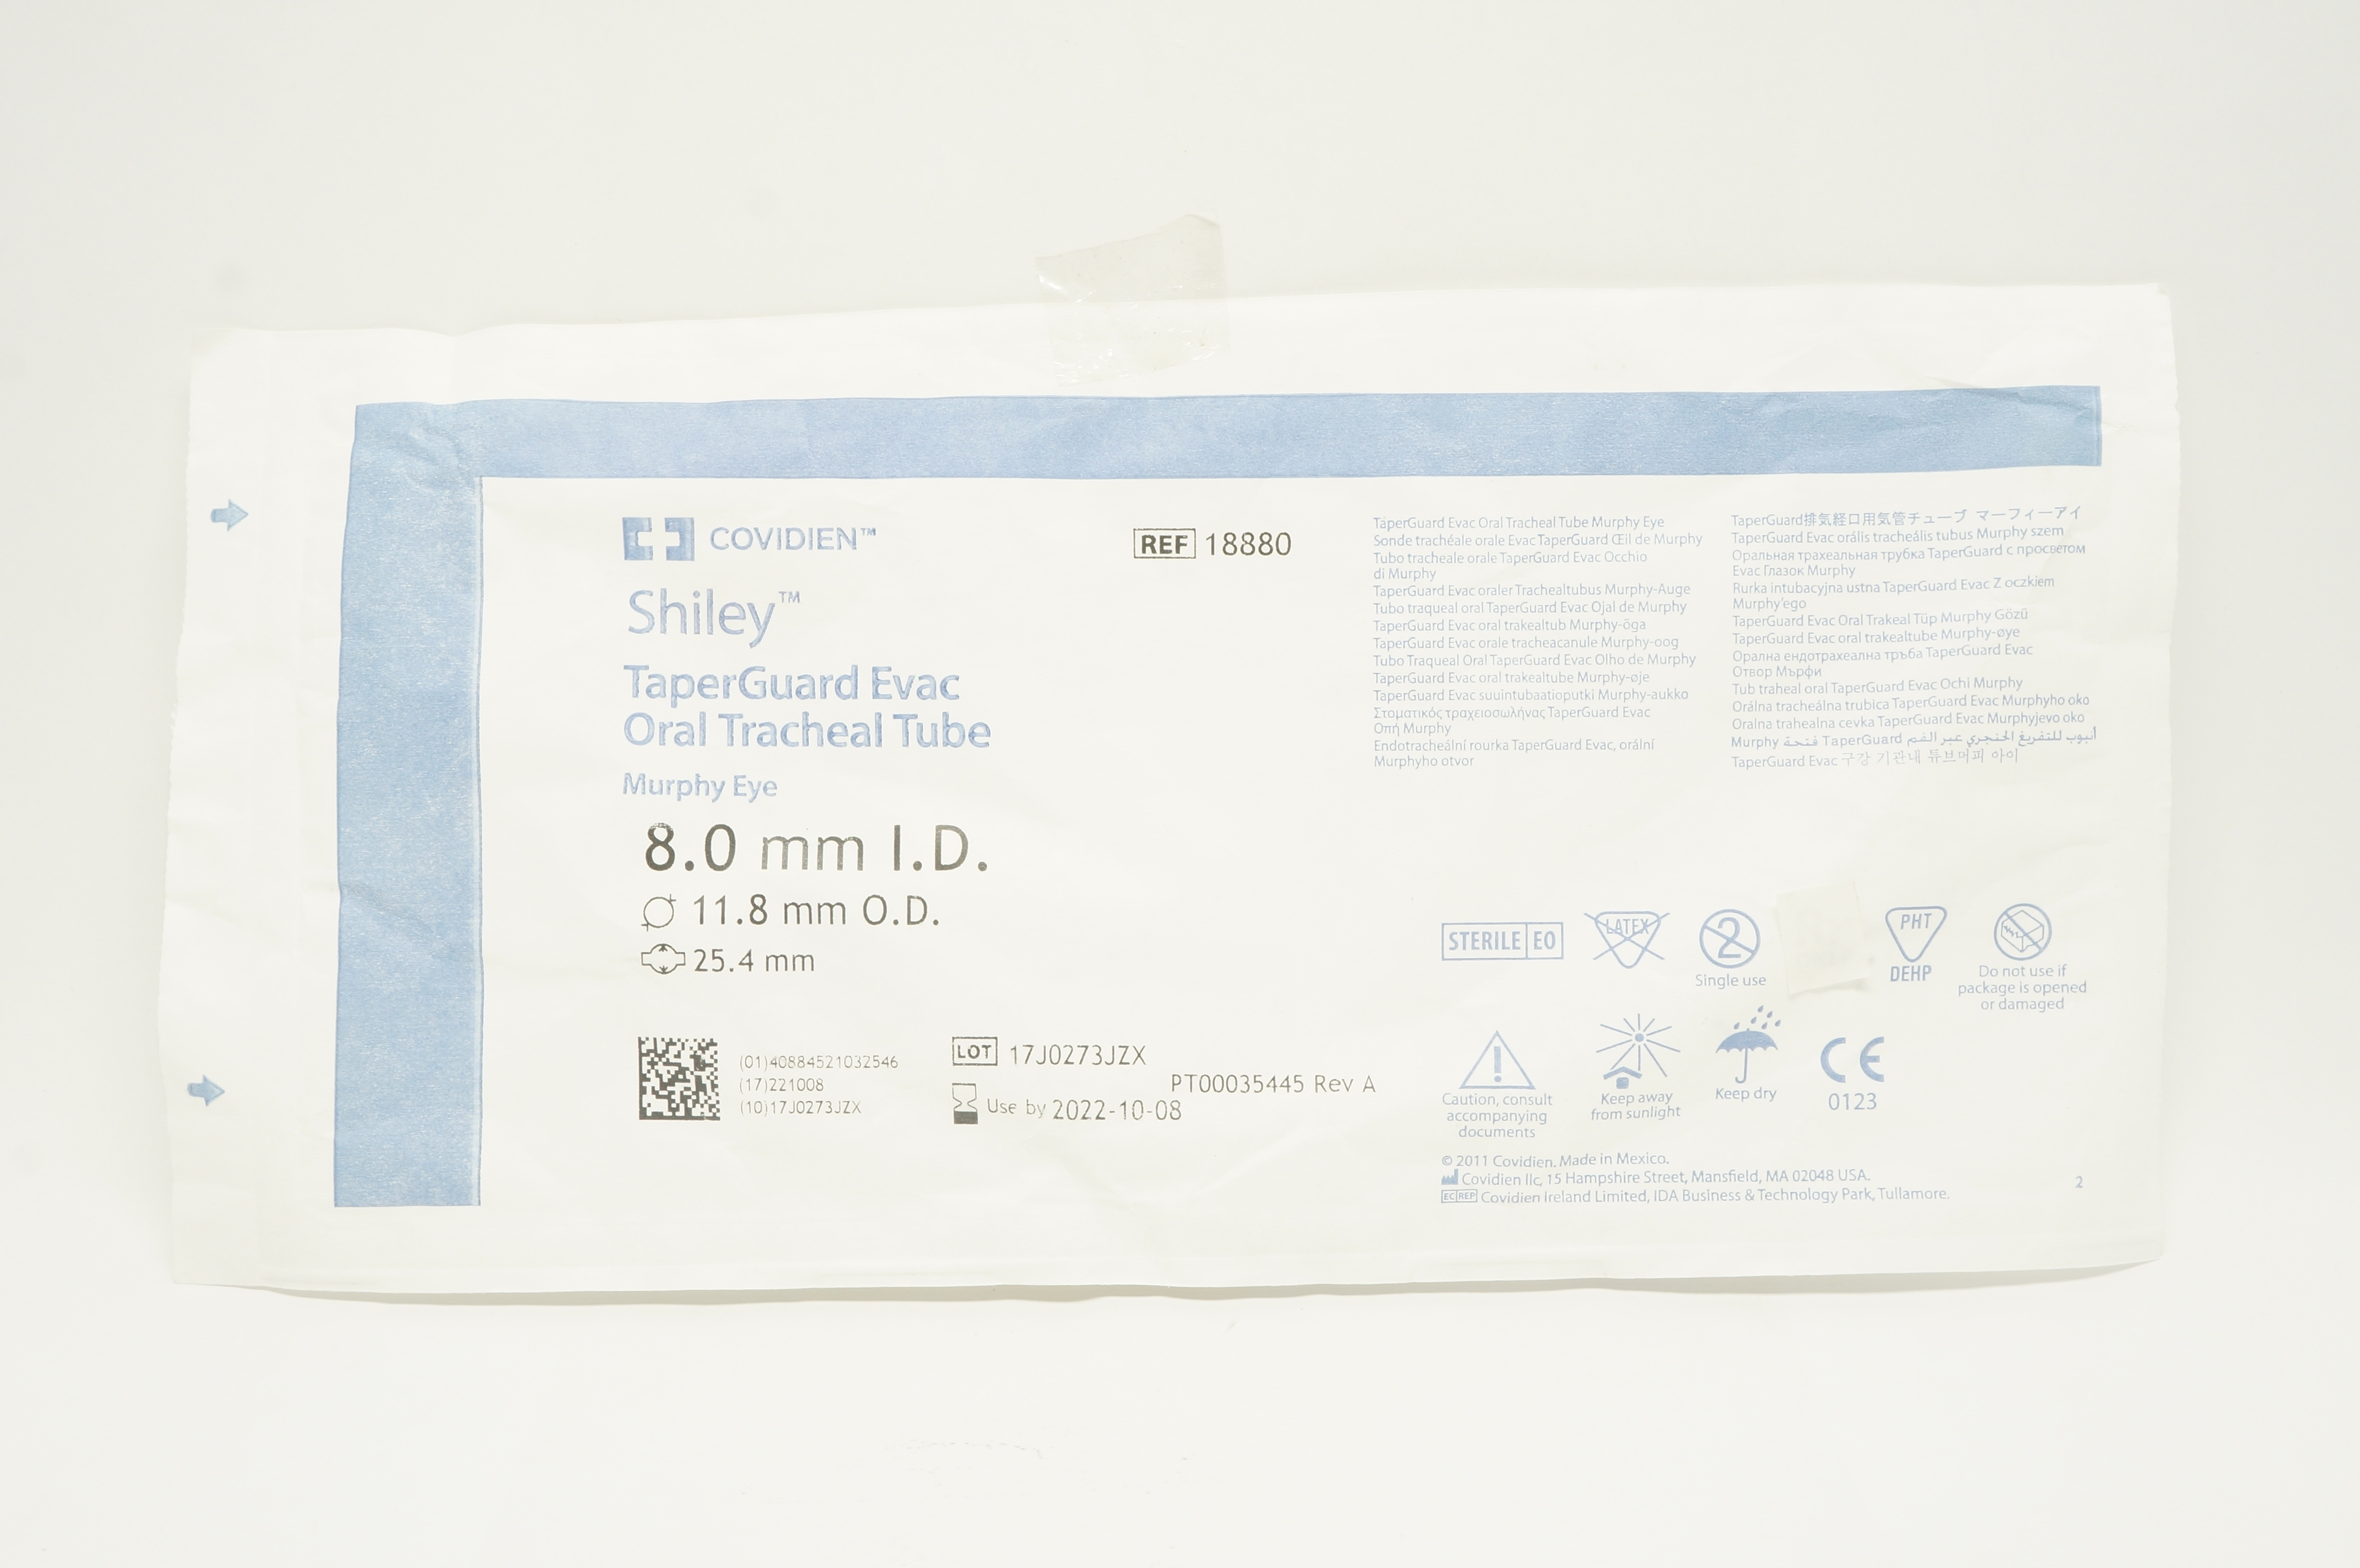 COVIDIEN™
REF 18880
Shiley™
TaperGuard Evac
Oral Tracheal Tube
Murphy Eye
8.0 mm I.D.
11.8 mm O.D.
25.4 mm
(01)40884521032546
(17)221008
(10)17J0273JZX
LOT 17J0273JZX
Use by 2022-10-08
PT00035445 Rev A
TaperGuard Evac Oral Tracheal Tube Murphy Eye
Sonde trachéale orale Evac TaperGuard Œil de Murphy
Tubo tracheale orale TaperGuard Evac Occhio
di Murphy
TaperGuard Evac oraler Trachealtubus Murphy-Auge
Tubo traqueal oral TaperGuard Evac Ojal de Murphy
TaperGuard Evac oral trakealtub Murphy-öga
TaperGuard Evac orale tracheacanule Murphy-oog
Tubo Traqueal Oral TaperGuard Evac Olho de Murphy
TaperGuard Evac oral trakealtube Murphy-øje
TaperGuard Evac suuintubaatioputki Murphy-aukko
Στοματικός τραχειοσωλήνας TaperGuard Evac
Οπή Murphy
Endotracheální rourka TaperGuard Evac, orální
Murphyho otvor
TaperGuard排気経口用気管チューブ マーフィーアイ
TaperGuard Evac orális tracheális tubus Murphy szem
Оральная трахеальная трубка TaperGuard с просветом
Evac Глазок Murphy
Rurka intubacyjna ustna TaperGuard Evac Z oczkiem
Murphy'ego
TaperGuard Evac Oral Trakeal Tüp Murphy Gözü
TaperGuard Evac oral trakealtube Murphy-øye
Орална ендотрахеална тръба TaperGuard Evac
Отвор Мърфи
Tub traheal oral TaperGuard Evac Ochi Murphy
Orálna tracheálna trubica TaperGuard Evac Murphyho oko
Oralna trahealna cevka TaperGuard Evac Murphyjevo oko
أنبوب للتفريغ الحنجري عبر الفم TaperGuard فتحة Murphy
TaperGuard Evac 구강 기관내 튜브머피 아이
STERILE EO
LATEX
2
Single use
PHT
DEHP
Do not use if
package is opened
or damaged
Caution, consult
accompanying
documents
Keep away
from sunlight
Keep dry
CE
0123
© 2011 Covidien. Made in Mexico.
Covidien llc, 15 Hampshire Street, Mansfield, MA 02048 USA.
EC REP Covidien Ireland Limited, IDA Business & Technology Park, Tullamore.
2